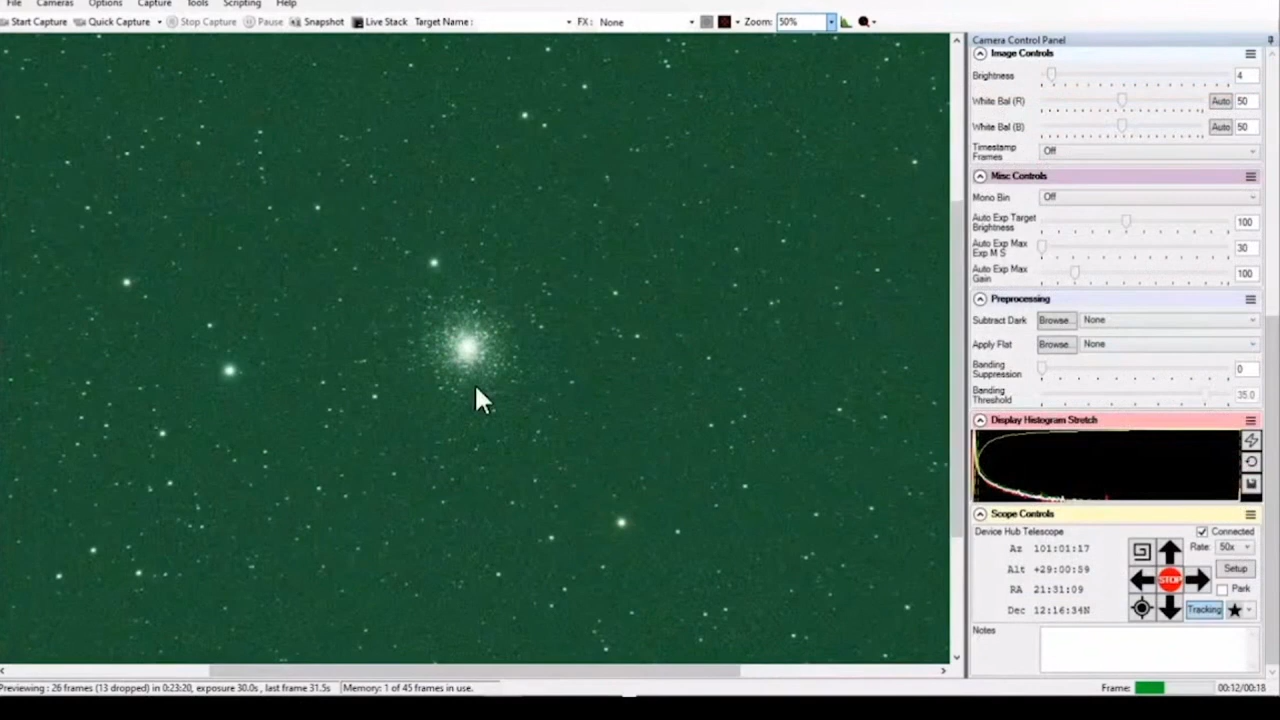 File Cameras Options Capture Tools Scripting Help
Start Capture Quick Capture Stop Capture Pause Snapshot Live Stack Target Name : FX: None Zoom: 50%
Camera Control Panel
Image Controls
Brightness 4
White Bal (R) Auto 50
White Bal (B) Auto 50
Timestamp Frames Off
Misc Controls
Mono Bin Off
Auto Exp Target Brightness 100
Auto Exp Max Exp M S 30
Auto Exp Max Gain 100
Preprocessing
Subtract Dark Browse... None
Apply Flat Browse... None
Banding Suppression 0
Banding Threshold 35.0
Display Histogram Stretch
Scope Controls
Device Hub Telescope Connected
Az 101:01:17 Rate: 50x
Alt +29:00:59 STOP Setup
RA 21:31:09 Park
Dec 12:16:34N Tracking
Notes
Previewing : 26 frames (13 dropped) in 0:23:20, exposure 30.0s , last frame 31.5s Memory: 1 of 45 frames in use. Frame: 00:12/00:18